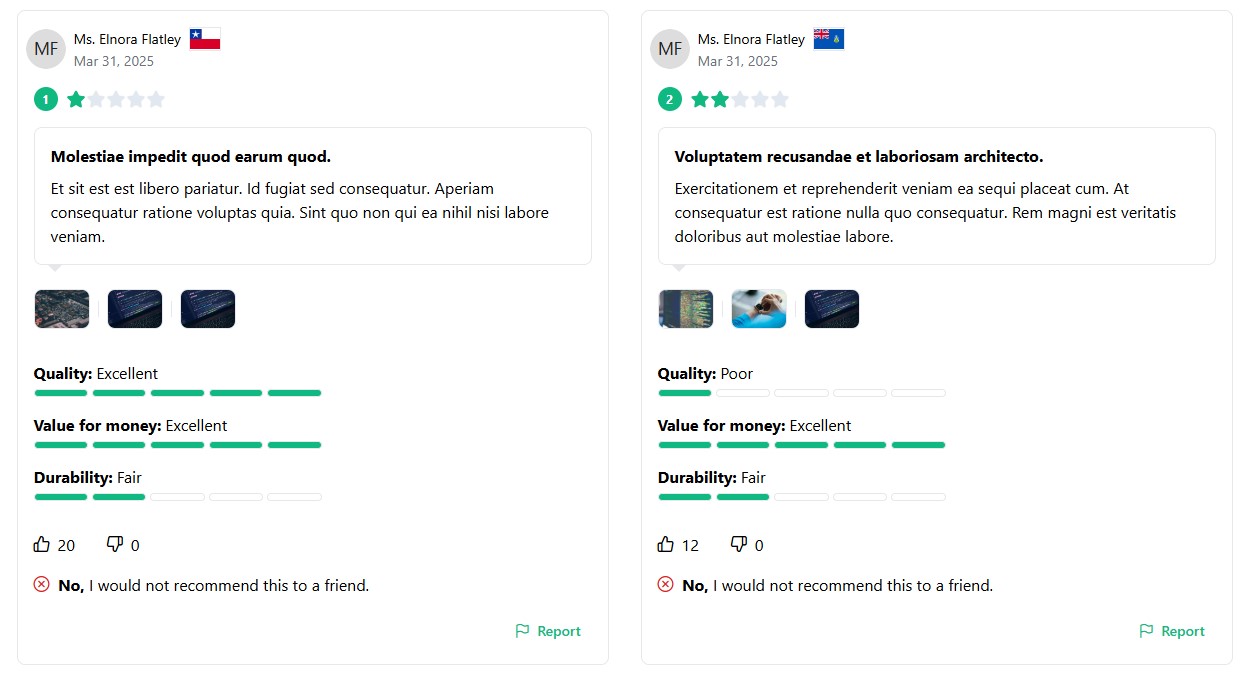 MF
Ms. Elnora Flatley
Mar 31, 2025
1
Molestiae impedit quod earum quod.
Et sit est est libero pariatur. Id fugiat sed consequatur. Aperiam
consequatur ratione voluptas quia. Sint quo non qui ea nihil nisi labore
veniam.
Quality: Excellent
Value for money: Excellent
Durability: Fair
20 0
No, I would not recommend this to a friend.
Report
MF
Ms. Elnora Flatley
Mar 31, 2025
2
Voluptatem recusandae et laboriosam architecto.
Exercitationem et reprehenderit veniam ea sequi placeat cum. At
consequatur est ratione nulla quo consequatur. Rem magni est veritatis
doloribus aut molestiae labore.
Quality: Poor
Value for money: Excellent
Durability: Fair
12 0
No, I would not recommend this to a friend.
Report